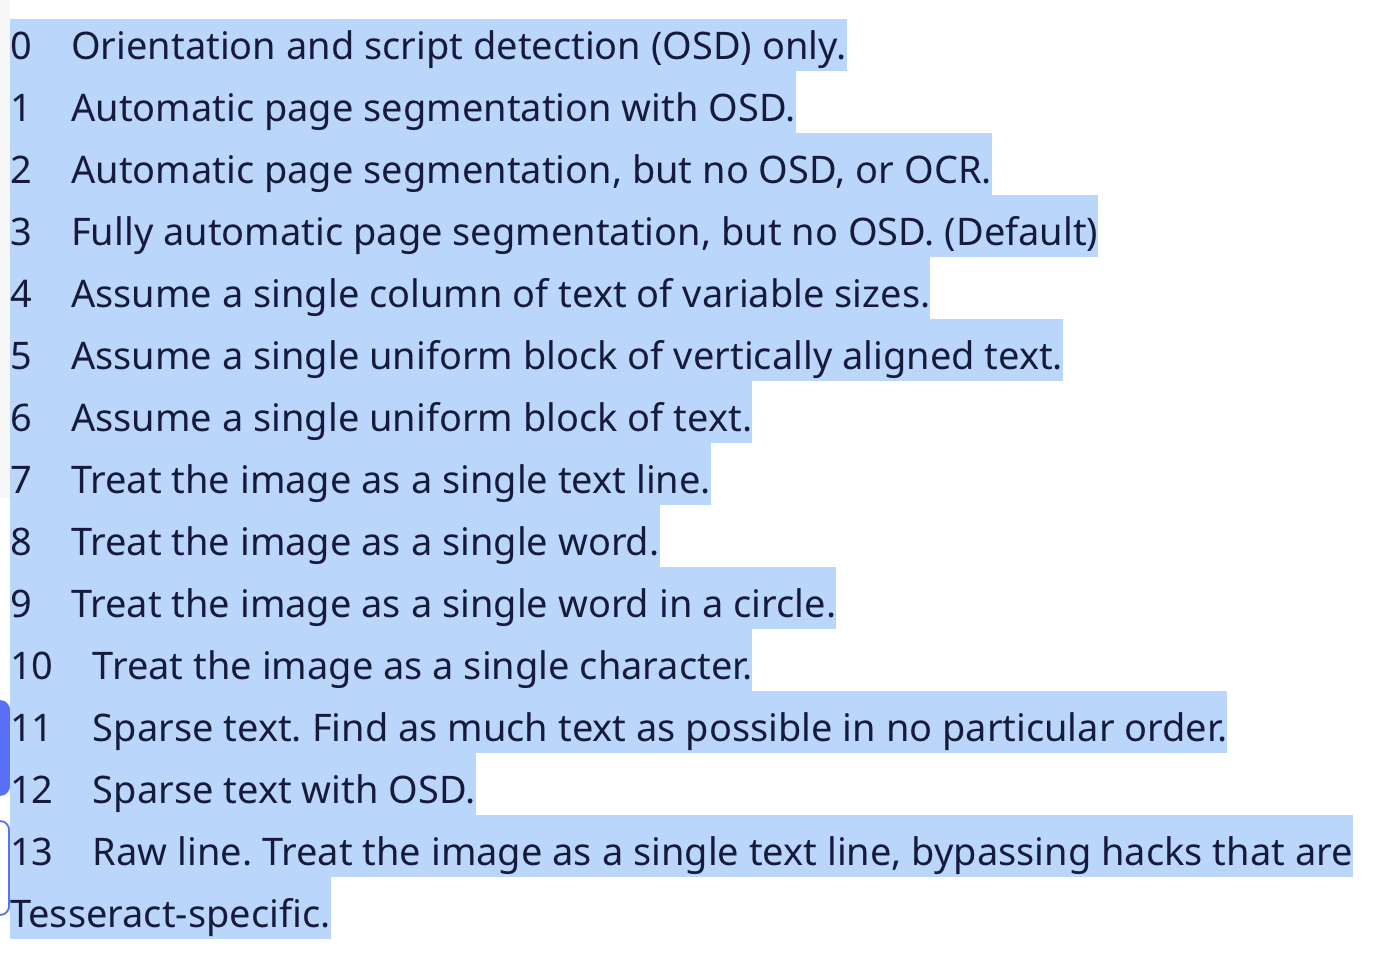 0 Orientation and script detection (OSD) only.
1 Automatic page segmentation with OSD.
2 Automatic page segmentation, but no OSD, or OCR.
3 Fully automatic page segmentation, but no OSD. (Default)
4 Assume a single column of text of variable sizes.
5 Assume a single uniform block of vertically aligned text.
6 Assume a single uniform block of text.
7 Treat the image as a single text line.
8 Treat the image as a single word.
9 Treat the image as a single word in a circle.
10 Treat the image as a single character.
11 Sparse text. Find as much text as possible in no particular order.
12 Sparse text with OSD.
13 Raw line. Treat the image as a single text line, bypassing hacks that are
Tesseract-specific.